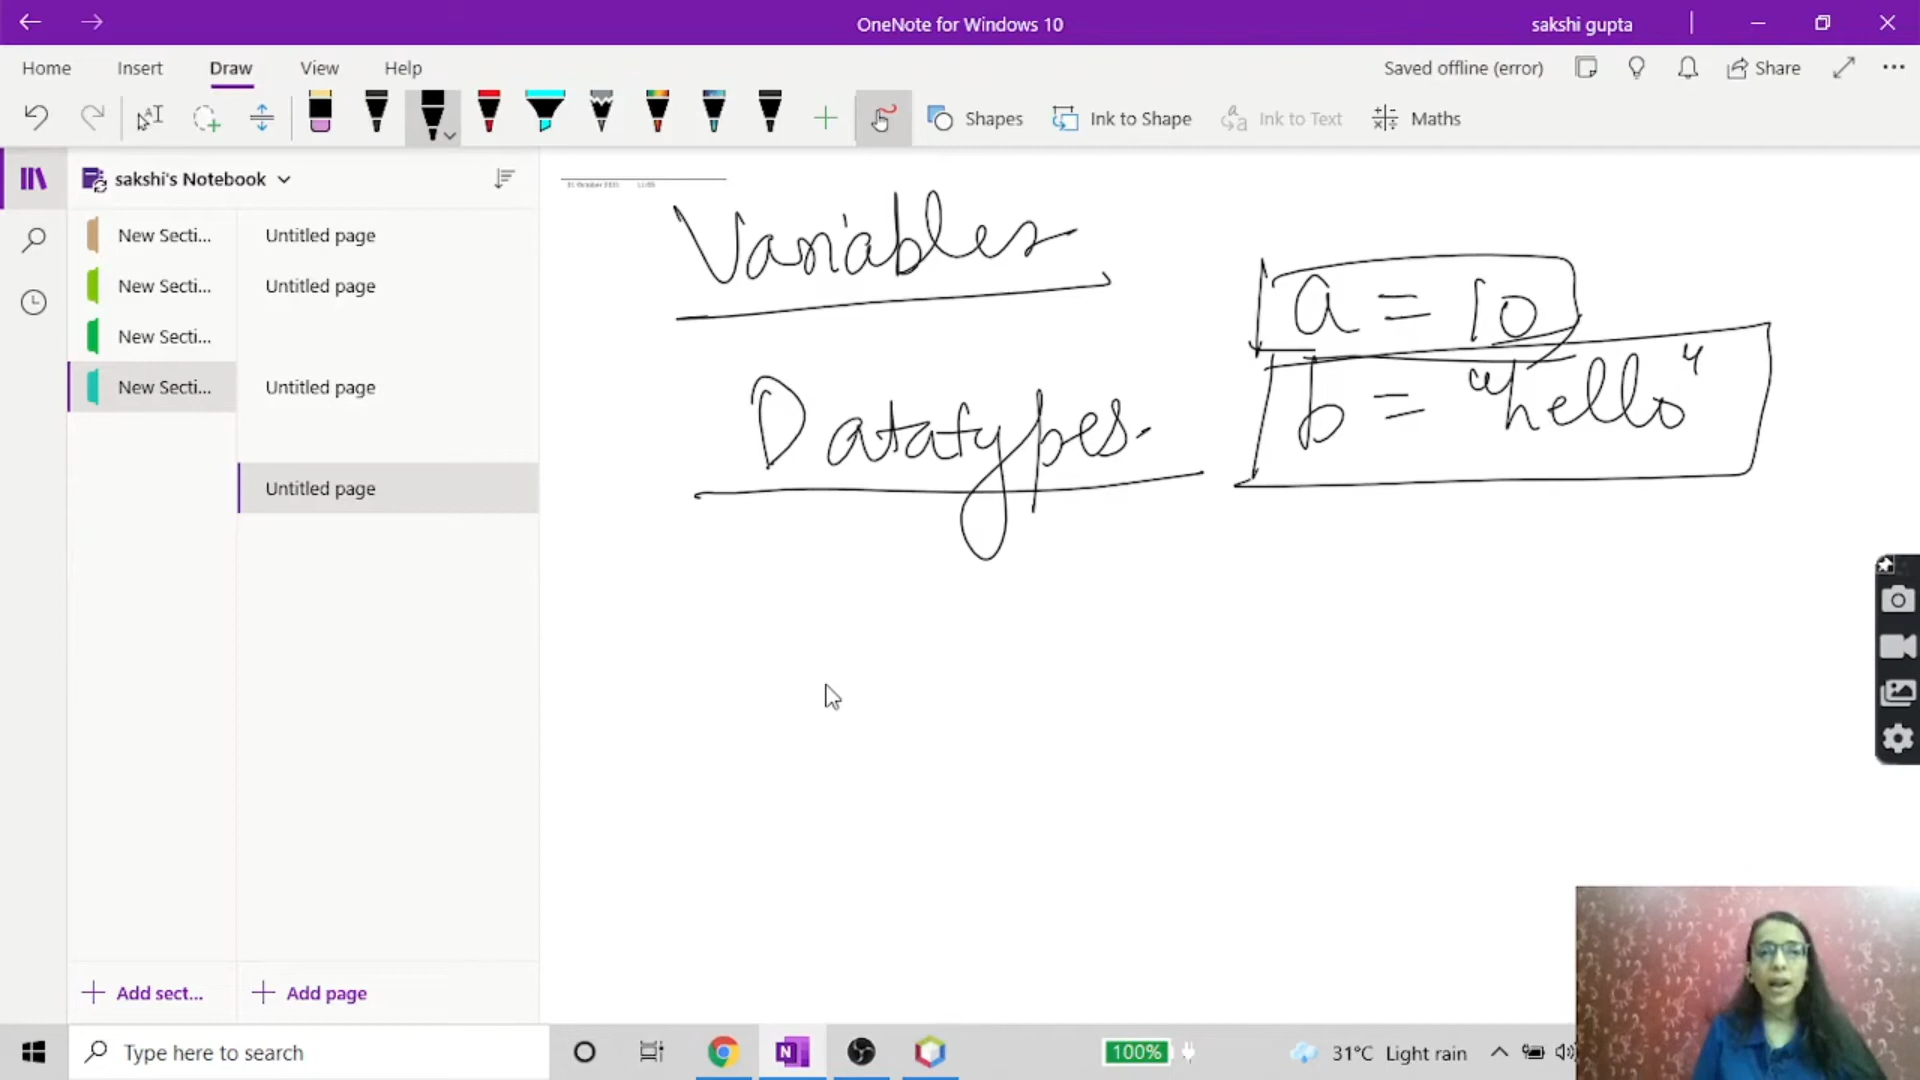 OneNote for Windows 10
sakshi gupta
Home
Insert
Draw
View
Help
Saved offline (error)
Share
Shapes
Ink to Shape
Ink to Text
Maths
sakshi's Notebook
New Secti...
New Secti...
New Secti...
New Secti...
Untitled page
Untitled page
Untitled page
Untitled page
Variables
Datatypes.
a = 10
b = "hello"
Add sect...
Add page
Type here to search
100%
31°C Light rain